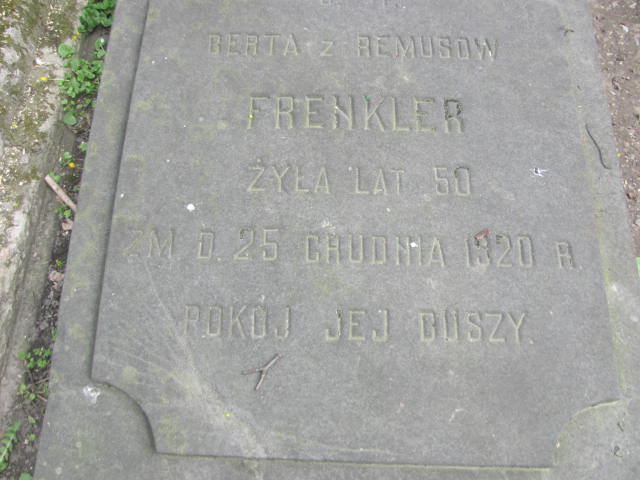 BERTA z REMUSÓW
FRENKLER
ŻYŁA LAT 50
ZM. D. 25 GRUDNIA 1920 R.
POKÓJ JEJ DUSZY.